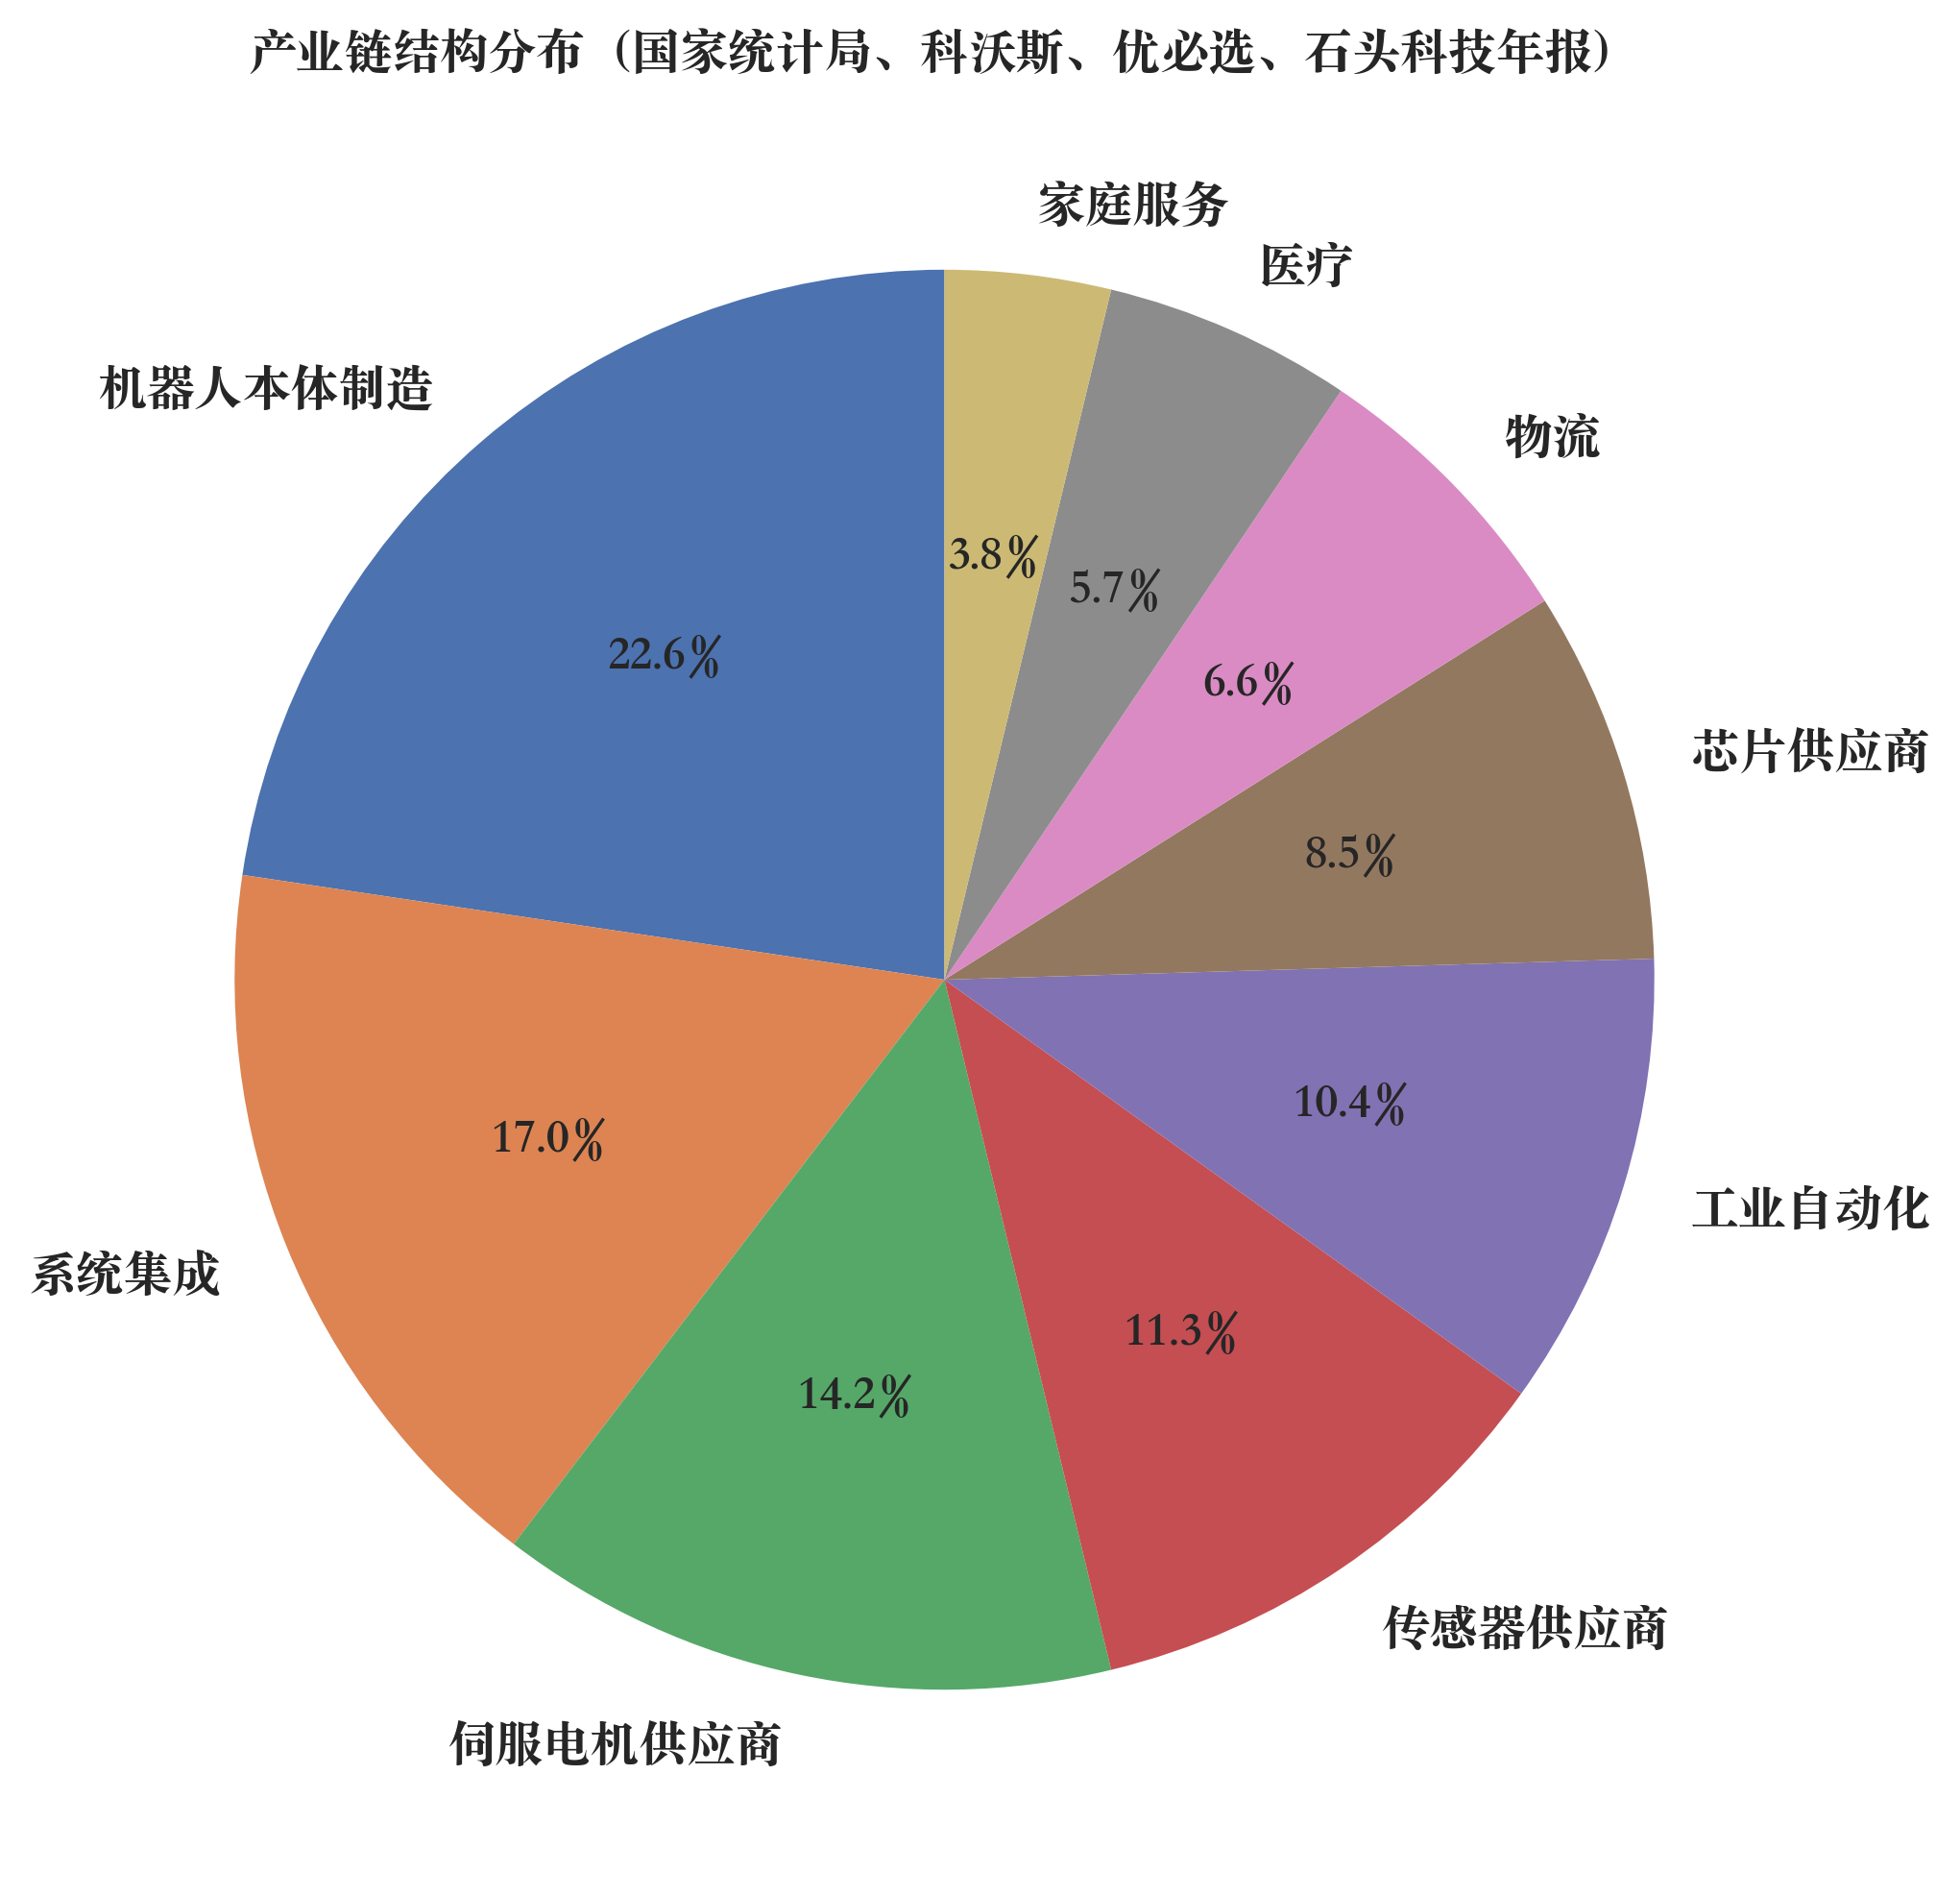 产业链结构分布（国家统计局、科沃斯、优必选、石头科技年报）
家庭服务
医疗
物流
机器人本体制造
芯片供应商
工业自动化
系统集成
传感器供应商
伺服电机供应商
3.8%
5.7%
22.6%
6.6%
8.5%
10.4%
17.0%
11.3%
14.2%